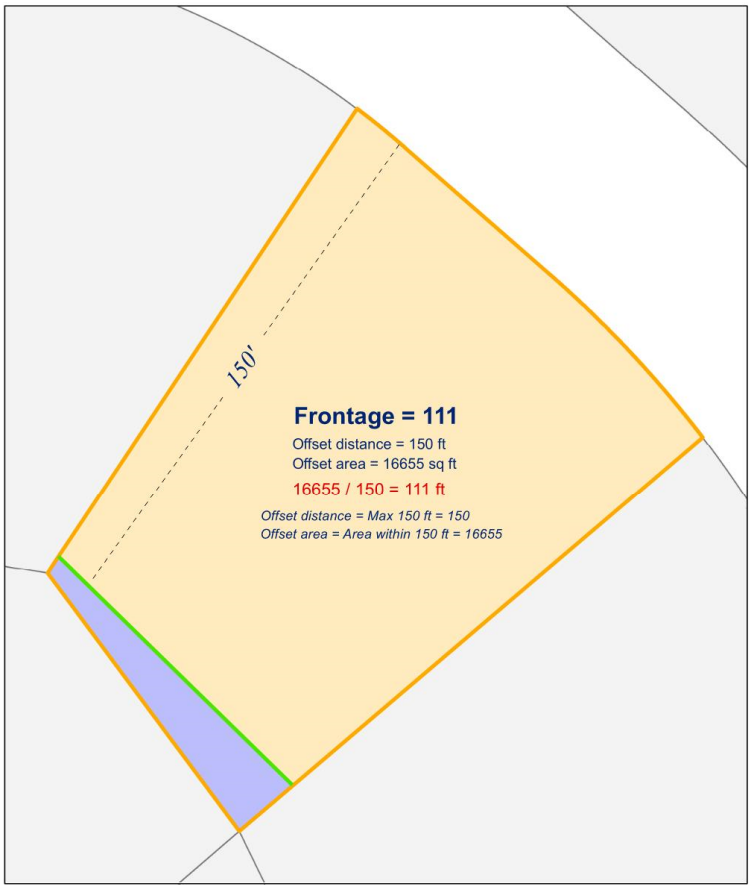 150'
Frontage = 111
Offset distance = 150 ft
Offset area = 16655 sq ft
16655 / 150 = 111 ft
Offset distance = Max 150 ft = 150
Offset area = Area within 150 ft = 16655